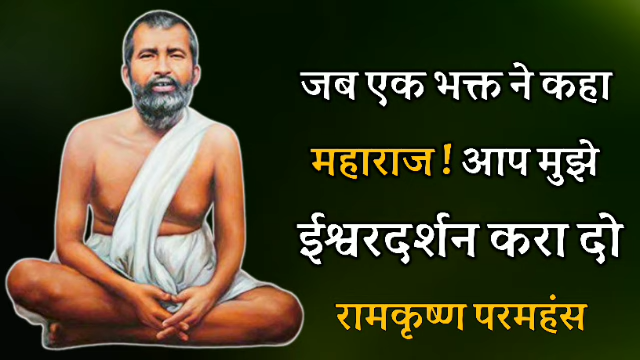 जब एक भक्त ने कहा
महाराज ! आप मुझे
ईश्वरदर्शन करा दो
रामकृष्ण परमहंस